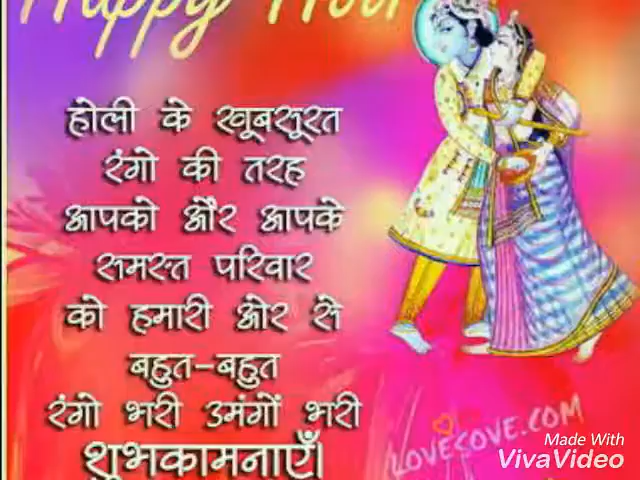 Happy Holi
होली के खूबसूरत
रंगो की तरह
आपको और आपके
समस्त परिवार
को हमारी ओर से
बहुत-बहुत
रंगो भरी उमंगों भरी
शुभकामनाएँ।
LOVESOVE.COM
Made With
VivaVideo